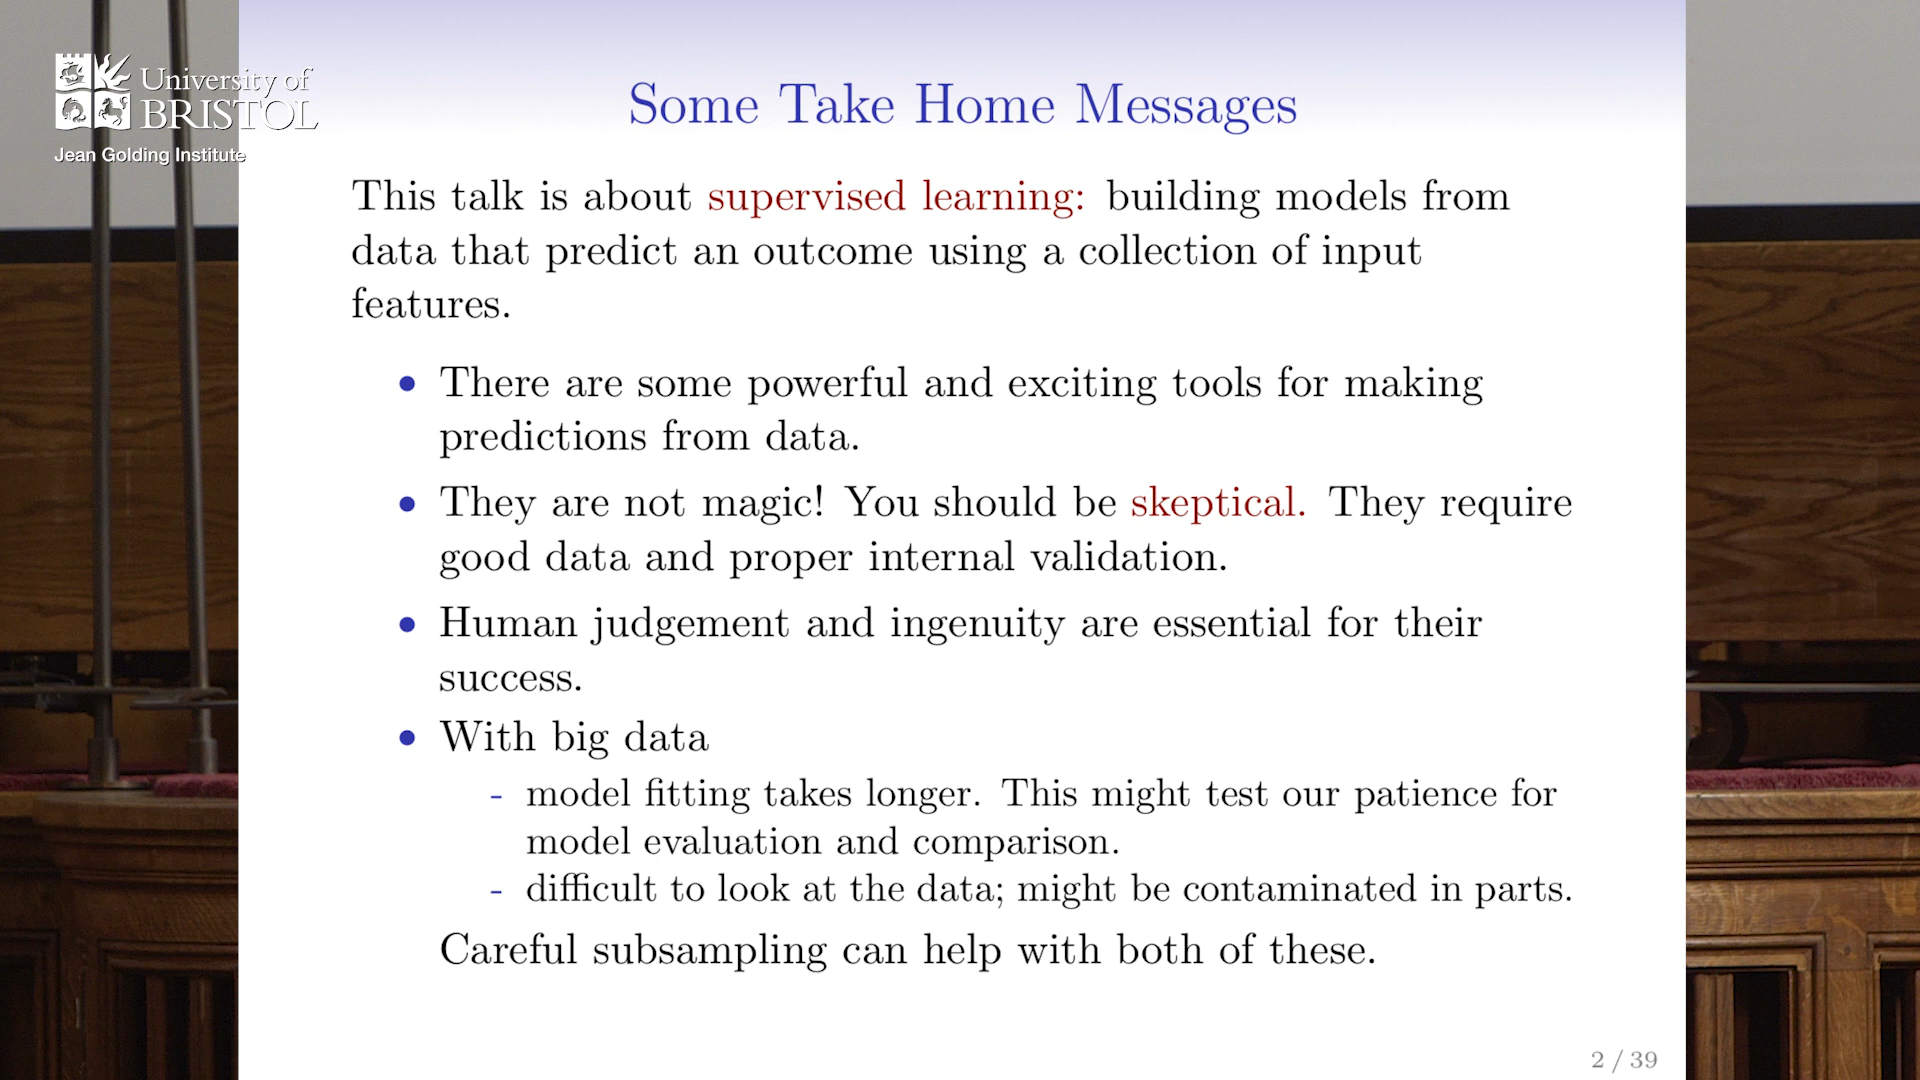 University of
BRISTOL
Jean Golding Institute
Some Take Home Messages
This talk is about supervised learning: building models from
data that predict an outcome using a collection of input
features.
• There are some powerful and exciting tools for making
predictions from data.
• They are not magic! You should be skeptical. They require
good data and proper internal validation.
• Human judgement and ingenuity are essential for their
success.
• With big data
- model fitting takes longer. This might test our patience for
model evaluation and comparison.
- difficult to look at the data; might be contaminated in parts.
Careful subsampling can help with both of these.
2 / 39